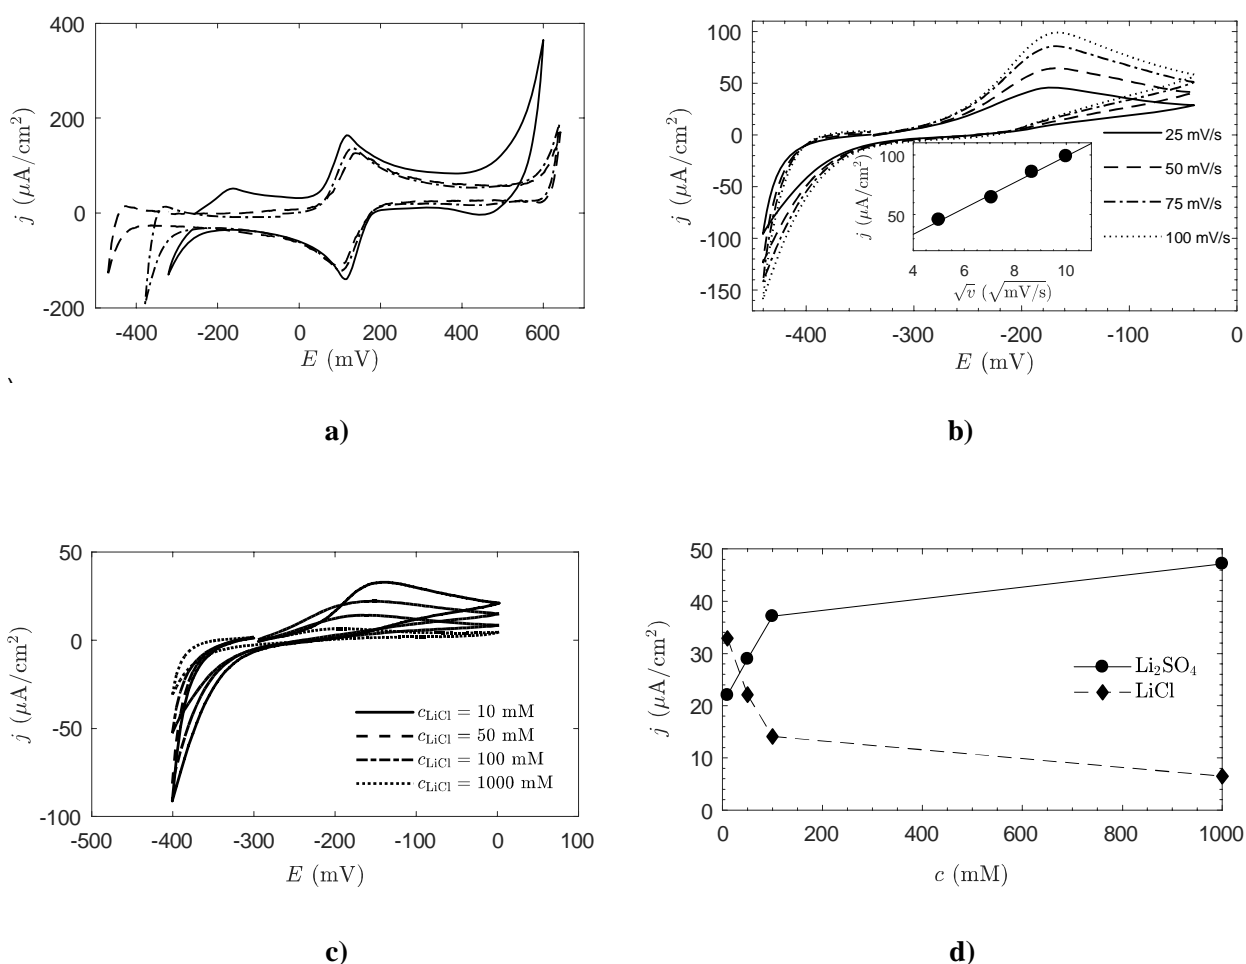 400
200
0
-200
j (μA/cm²)
-400 -200 0 200 400 600
E (mV)
a)
100
50
0
-50
-100
-150
j (μA/cm²)
-400 -300 -200 -100 0
E (mV)
25 mV/s
50 mV/s
75 mV/s
100 mV/s
100
50
j (μA/cm²)
4 6 8 10
√v (√mV/s)
b)
50
0
-50
-100
j (μA/cm²)
-500 -400 -300 -200 -100 0 100
E (mV)
c_LiCl = 10 mM
c_LiCl = 50 mM
c_LiCl = 100 mM
c_LiCl = 1000 mM
c)
50
40
30
20
10
0
j (μA/cm²)
0 200 400 600 800 1000
c (mM)
Li₂SO₄
LiCl
d)